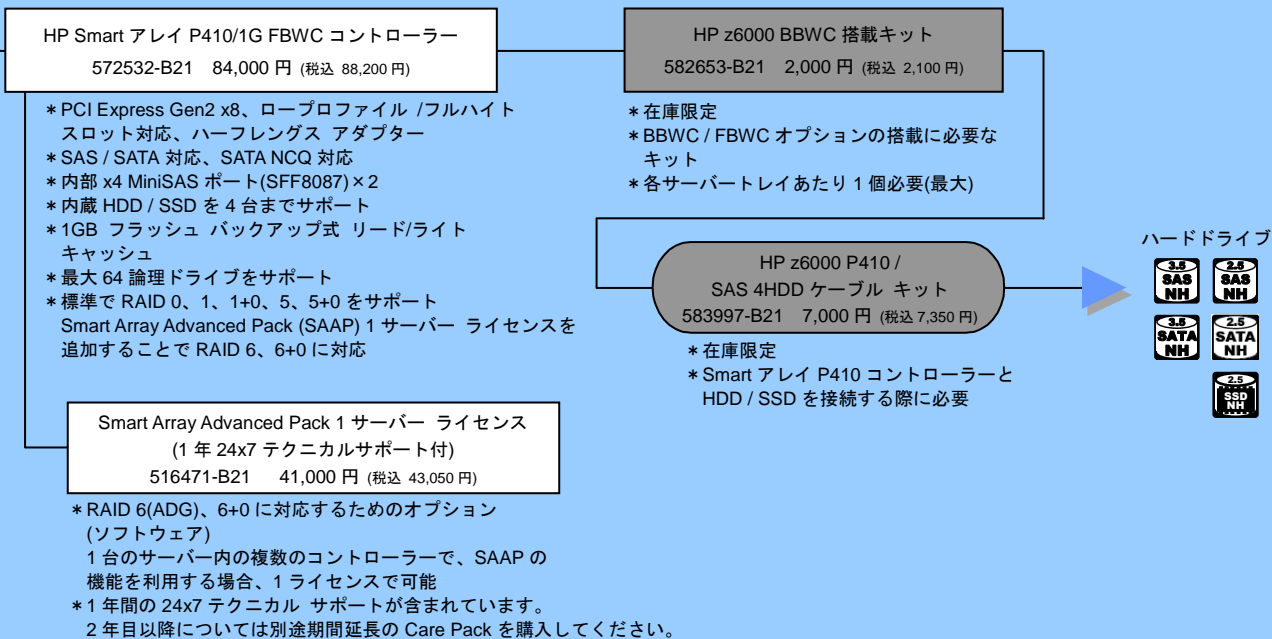 HP Smart アレイ P410/1G FBWC コントローラー
572532-B21 84,000 円 (税込 88,200 円)
＊PCI Express Gen2 x8、ロープロファイル /フルハイト
スロット対応、ハーフレングス アダプター
＊SAS / SATA 対応、SATA NCQ 対応
＊内部 x4 MiniSAS ポート(SFF8087)×2
＊内蔵 HDD / SSD を 4 台までサポート
＊1GB フラッシュ バックアップ式 リード/ライト
キャッシュ
＊最大 64 論理ドライブをサポート
＊標準で RAID 0、1、1+0、5、5+0 をサポート
Smart Array Advanced Pack (SAAP) 1 サーバー ライセンスを
追加することで RAID 6、6+0 に対応
Smart Array Advanced Pack 1 サーバー ライセンス
(1 年 24x7 テクニカルサポート付)
516471-B21 41,000 円 (税込 43,050 円)
＊RAID 6(ADG)、6+0 に対応するためのオプション
(ソフトウェア)
1 台のサーバー内の複数のコントローラーで、SAAP の
機能を利用する場合、1 ライセンスで可能
＊1 年間の 24x7 テクニカル サポートが含まれています。
2 年目以降については別途期間延長の Care Pack を購入してください。
HP z6000 BBWC 搭載キット
582653-B21 2,000 円 (税込 2,100 円)
＊在庫限定
＊BBWC / FBWC オプションの搭載に必要な
キット
＊各サーバートレイあたり 1 個必要(最大)
HP z6000 P410 /
SAS 4HDD ケーブル キット
583997-B21 7,000 円 (税込 7,350 円)
＊在庫限定
＊Smart アレイ P410 コントローラーと
HDD / SSD を接続する際に必要
ハードドライブ
3.5 SAS NH
2.5 SAS NH
3.5 SATA NH
2.5 SATA NH
2.5 SSD NH